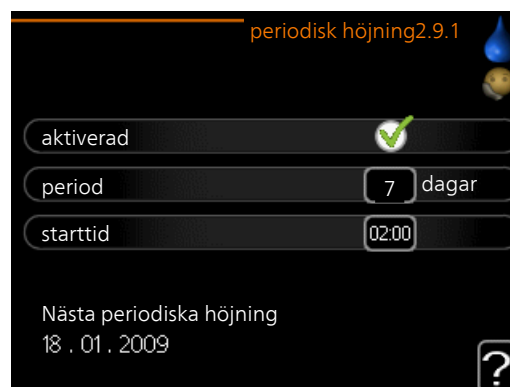 periodisk höjning2.9.1
aktiverad
period 7 dagar
starttid 02:00
Nästa periodiska höjning
18 . 01 . 2009
?